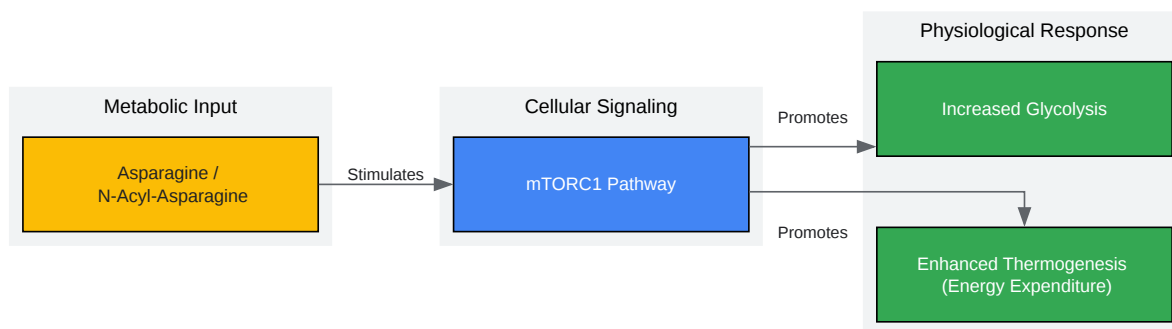 Metabolic Input
Asparagine /
N-Acyl-Asparagine
Stimulates
Cellular Signaling
mTORC1 Pathway
Promotes
Promotes
Physiological Response
Increased Glycolysis
Enhanced Thermogenesis
(Energy Expenditure)